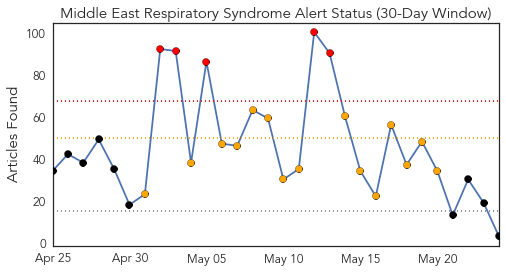 Middle East Respiratory Syndrome Alert Status (30-Day Window)
Articles Found
100
80
60
40
20
0
Apr 25 Apr 30 May 05 May 10 May 15 May 20